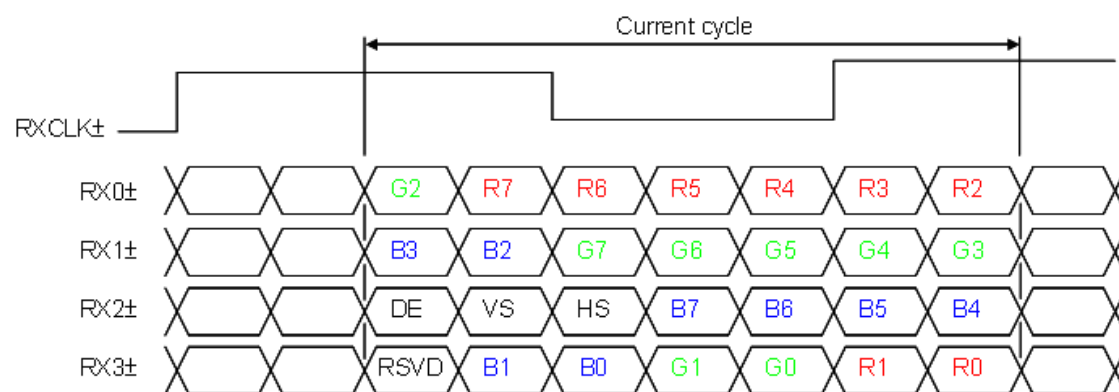 Current cycle
RXCLK±
RX0± G2 R7 R6 R5 R4 R3 R2
RX1± B3 B2 G7 G6 G5 G4 G3
RX2± DE VS HS B7 B6 B5 B4
RX3± RSVD B1 B0 G1 G0 R1 R0